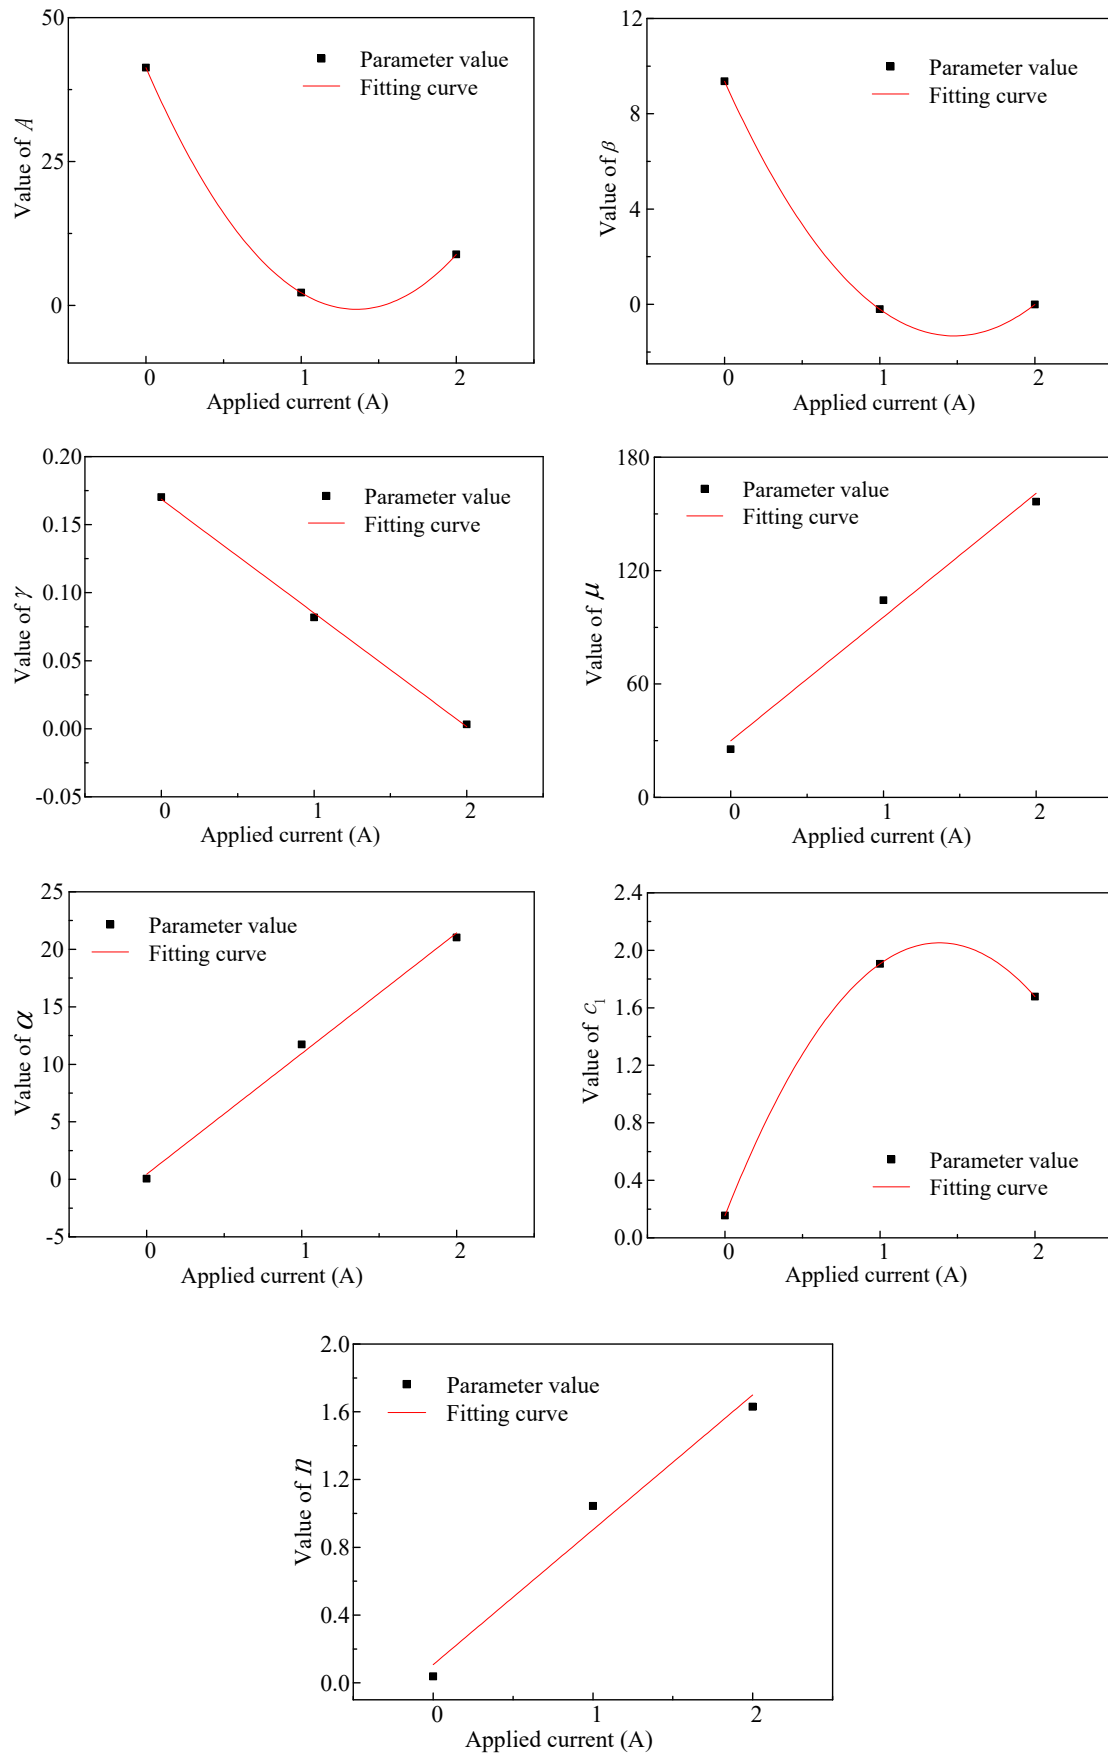 50
25
0
Value of A
Parameter value
Fitting curve
0 1 2
Applied current (A)
12
8
4
0
Value of β
Parameter value
Fitting curve
0 1 2
Applied current (A)
0.20
0.15
0.10
0.05
0.00
-0.05
Value of γ
Parameter value
Fitting curve
0 1 2
Applied current (A)
180
120
60
0
Value of μ
Parameter value
Fitting curve
0 1 2
Applied current (A)
25
20
15
10
5
0
-5
Value of α
Parameter value
Fitting curve
0 1 2
Applied current (A)
2.4
2.0
1.6
1.2
0.8
0.4
0.0
Value of c₁
Parameter value
Fitting curve
0 1 2
Applied current (A)
2.0
1.6
1.2
0.8
0.4
0.0
Value of n
Parameter value
Fitting curve
0 1 2
Applied current (A)